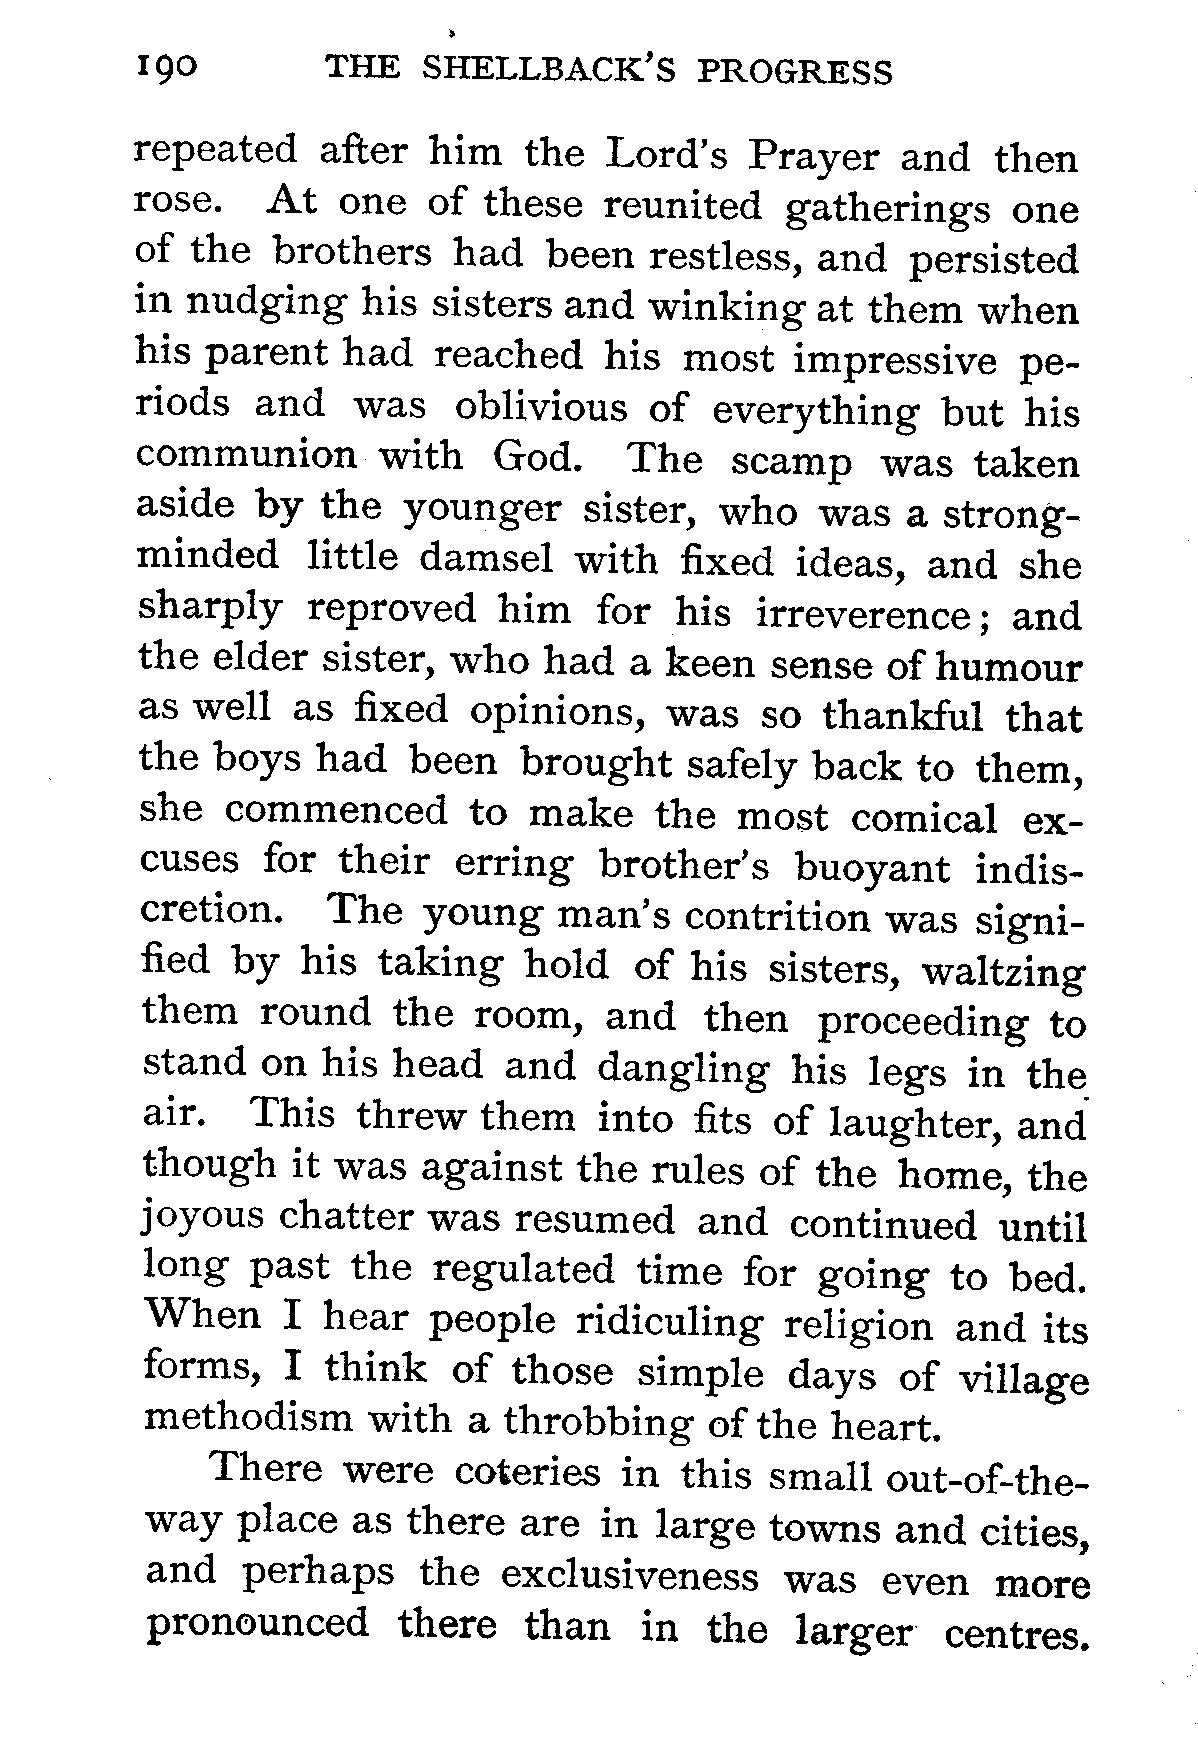 190 THE SHELLBACK'S PROGRESS
repeated after him the Lord's Prayer and then
rose. At one of these reunited gatherings one
of the brothers had been restless, and persisted
in nudging his sisters and winking at them when
his parent had reached his most impressive pe-
riods and was oblivious of everything but his
communion with God. The scamp was taken
aside by the younger sister, who was a strong-
minded little damsel with fixed ideas, and she
sharply reproved him for his irreverence; and
the elder sister, who had a keen sense of humour
as well as fixed opinions, was so thankful that
the boys had been brought safely back to them,
she commenced to make the most comical ex-
cuses for their erring brother's buoyant indis-
cretion. The young man's contrition was signi-
fied by his taking hold of his sisters, waltzing
them round the room, and then proceeding to
stand on his head and dangling his legs in the
air. This threw them into fits of laughter, and
though it was against the rules of the home, the
joyous chatter was resumed and continued until
long past the regulated time for going to bed.
When I hear people ridiculing religion and its
forms, I think of those simple days of village
methodism with a throbbing of the heart.
There were coteries in this small out-of-the-
way place as there are in large towns and cities,
and perhaps the exclusiveness was even more
pronounced there than in the larger centres.